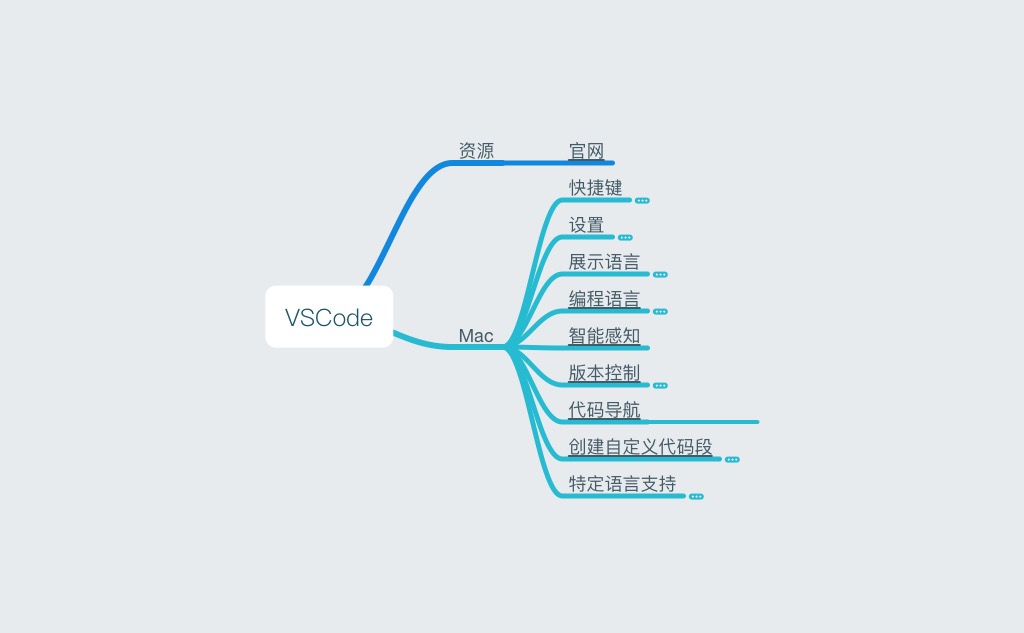 VSCode
资源
官网
Mac
快捷键
设置
展示语言
编程语言
智能感知
版本控制
代码导航
创建自定义代码段
特定语言支持